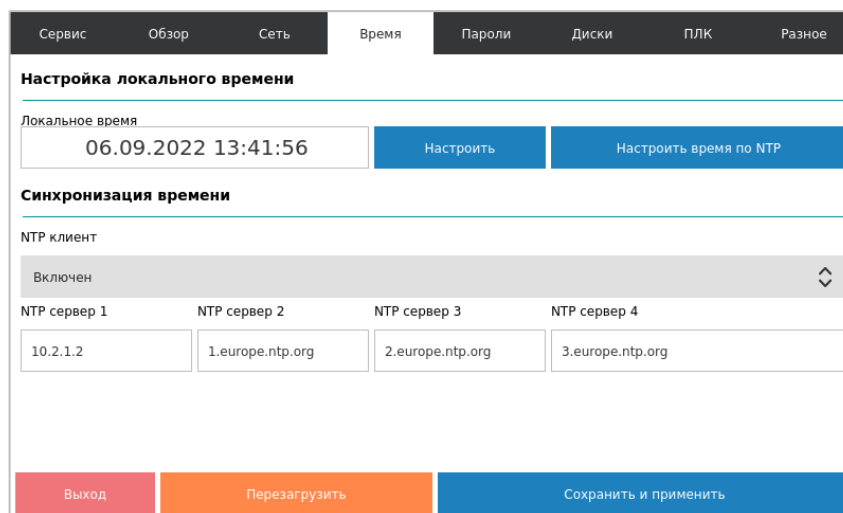 Сервис Обзор Сеть Время Пароли Диски ПЛК Разное
Настройка локального времени
Локальное время
06.09.2022 13:41:56 Настроить Настроить время по NTP
Синхронизация времени
NTP клиент
Включен
NTP сервер 1 NTP сервер 2 NTP сервер 3 NTP сервер 4
10.2.1.2 1.europe.ntp.org 2.europe.ntp.org 3.europe.ntp.org
Выход Перезагрузить Сохранить и применить